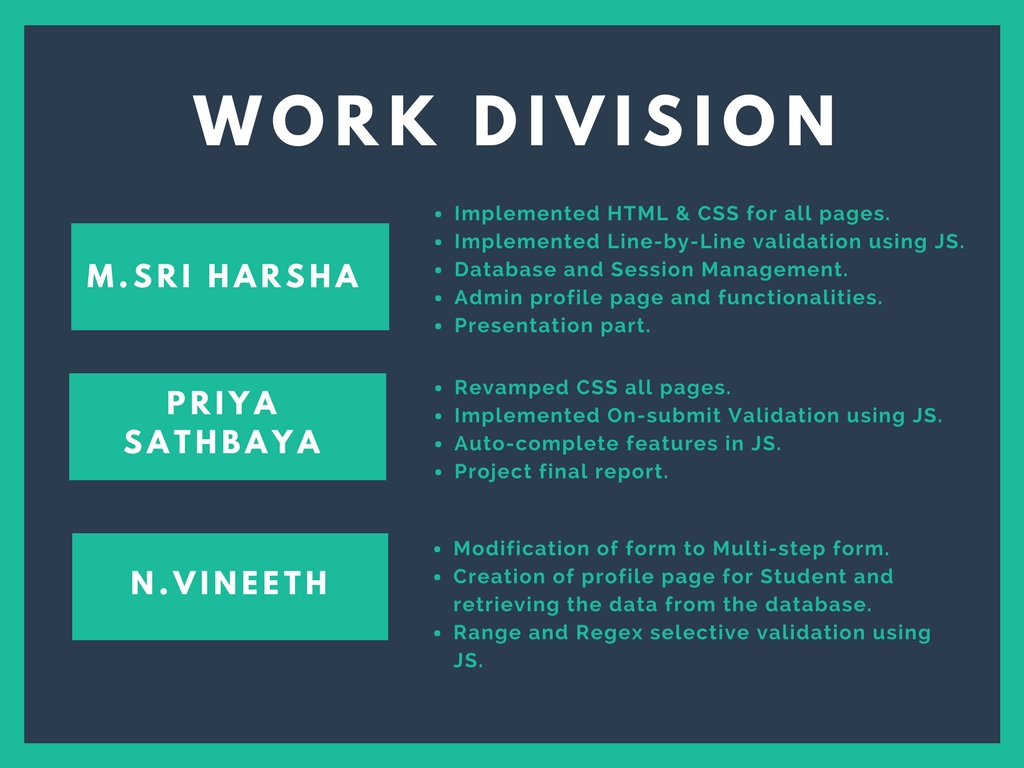 WORK DIVISION
M.SRI HARSHA
• Implemented HTML & CSS for all pages.
• Implemented Line-by-Line validation using JS.
• Database and Session Management.
• Admin profile page and functionalities.
• Presentation part.
PRIYA
SATHBAYA
• Revamped CSS all pages.
• Implemented On-submit Validation using JS.
• Auto-complete features in JS.
• Project final report.
N.VINEETH
• Modification of form to Multi-step form.
• Creation of profile page for Student and
retrieving the data from the database.
• Range and Regex selective validation using
JS.